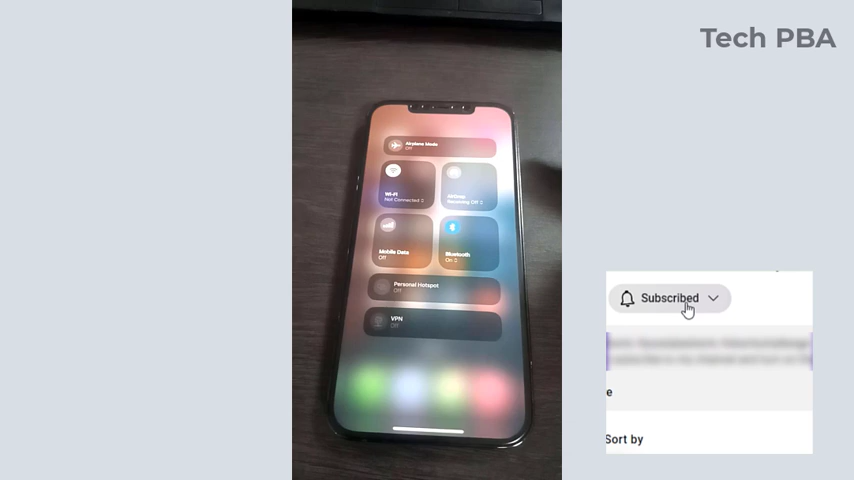 Tech PBA
Airplane Mode
Off
Wi-Fi
Not Connected
AirDrop
Receiving Off
Mobile Data
Off
Bluetooth
On
Personal Hotspot
Off
VPN
Off
Subscribed
e
Sort by